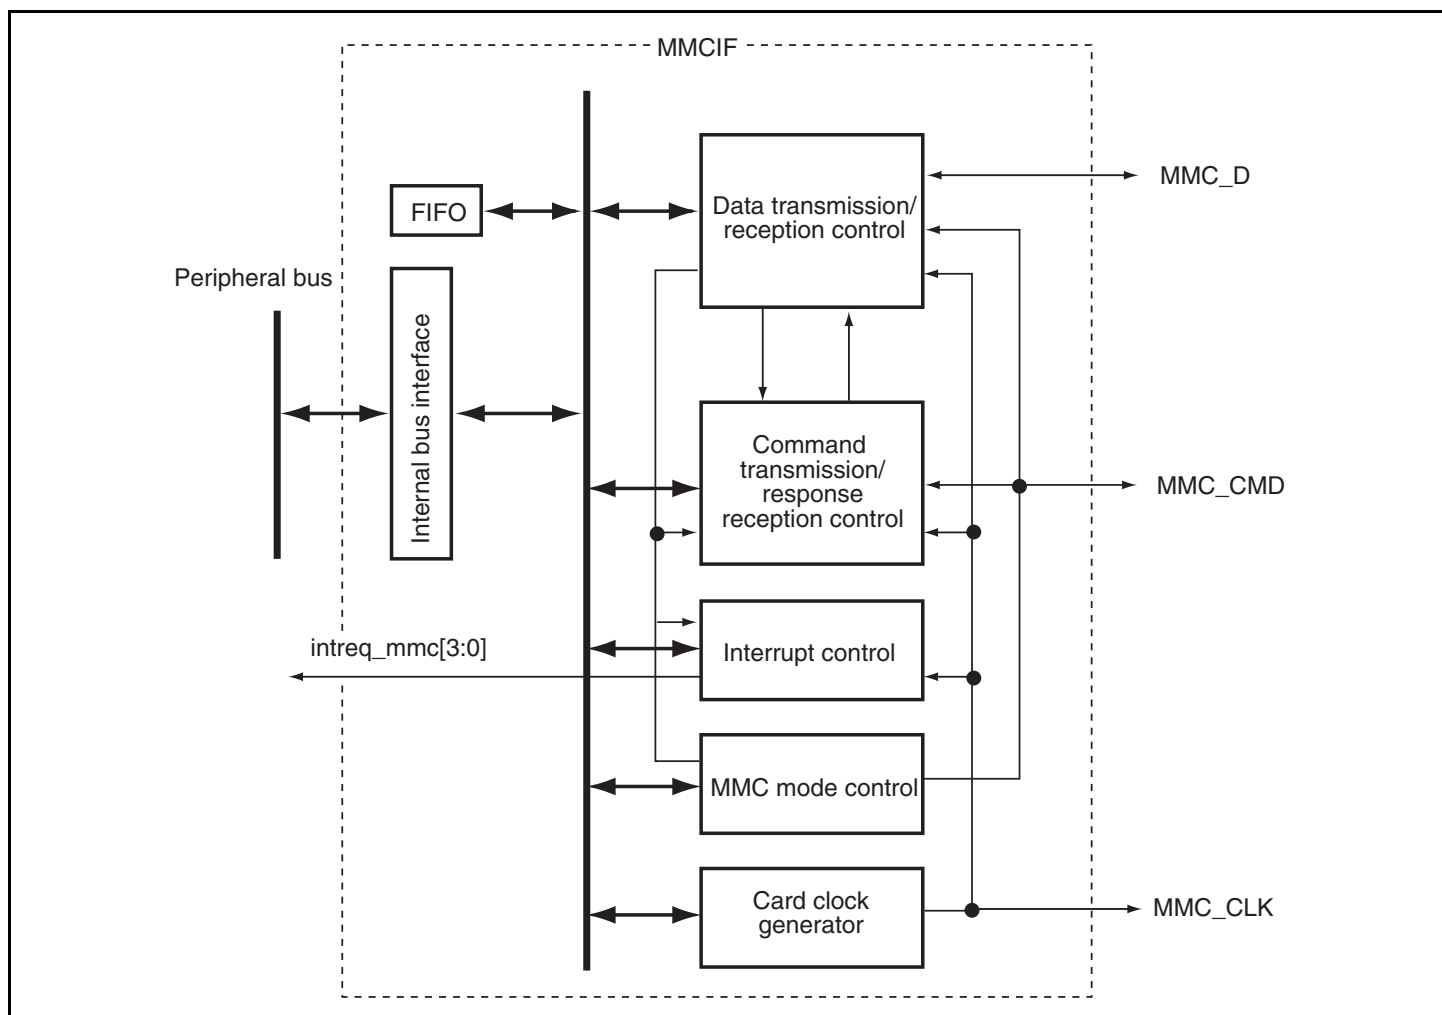 MMCIF
MMC_D
Data transmission/
reception control
FIFO
Peripheral bus
Internal bus interface
Command
transmission/
response
reception control
MMC_CMD
intreq_mmc[3:0]
Interrupt control
MMC mode control
Card clock
generator
MMC_CLK